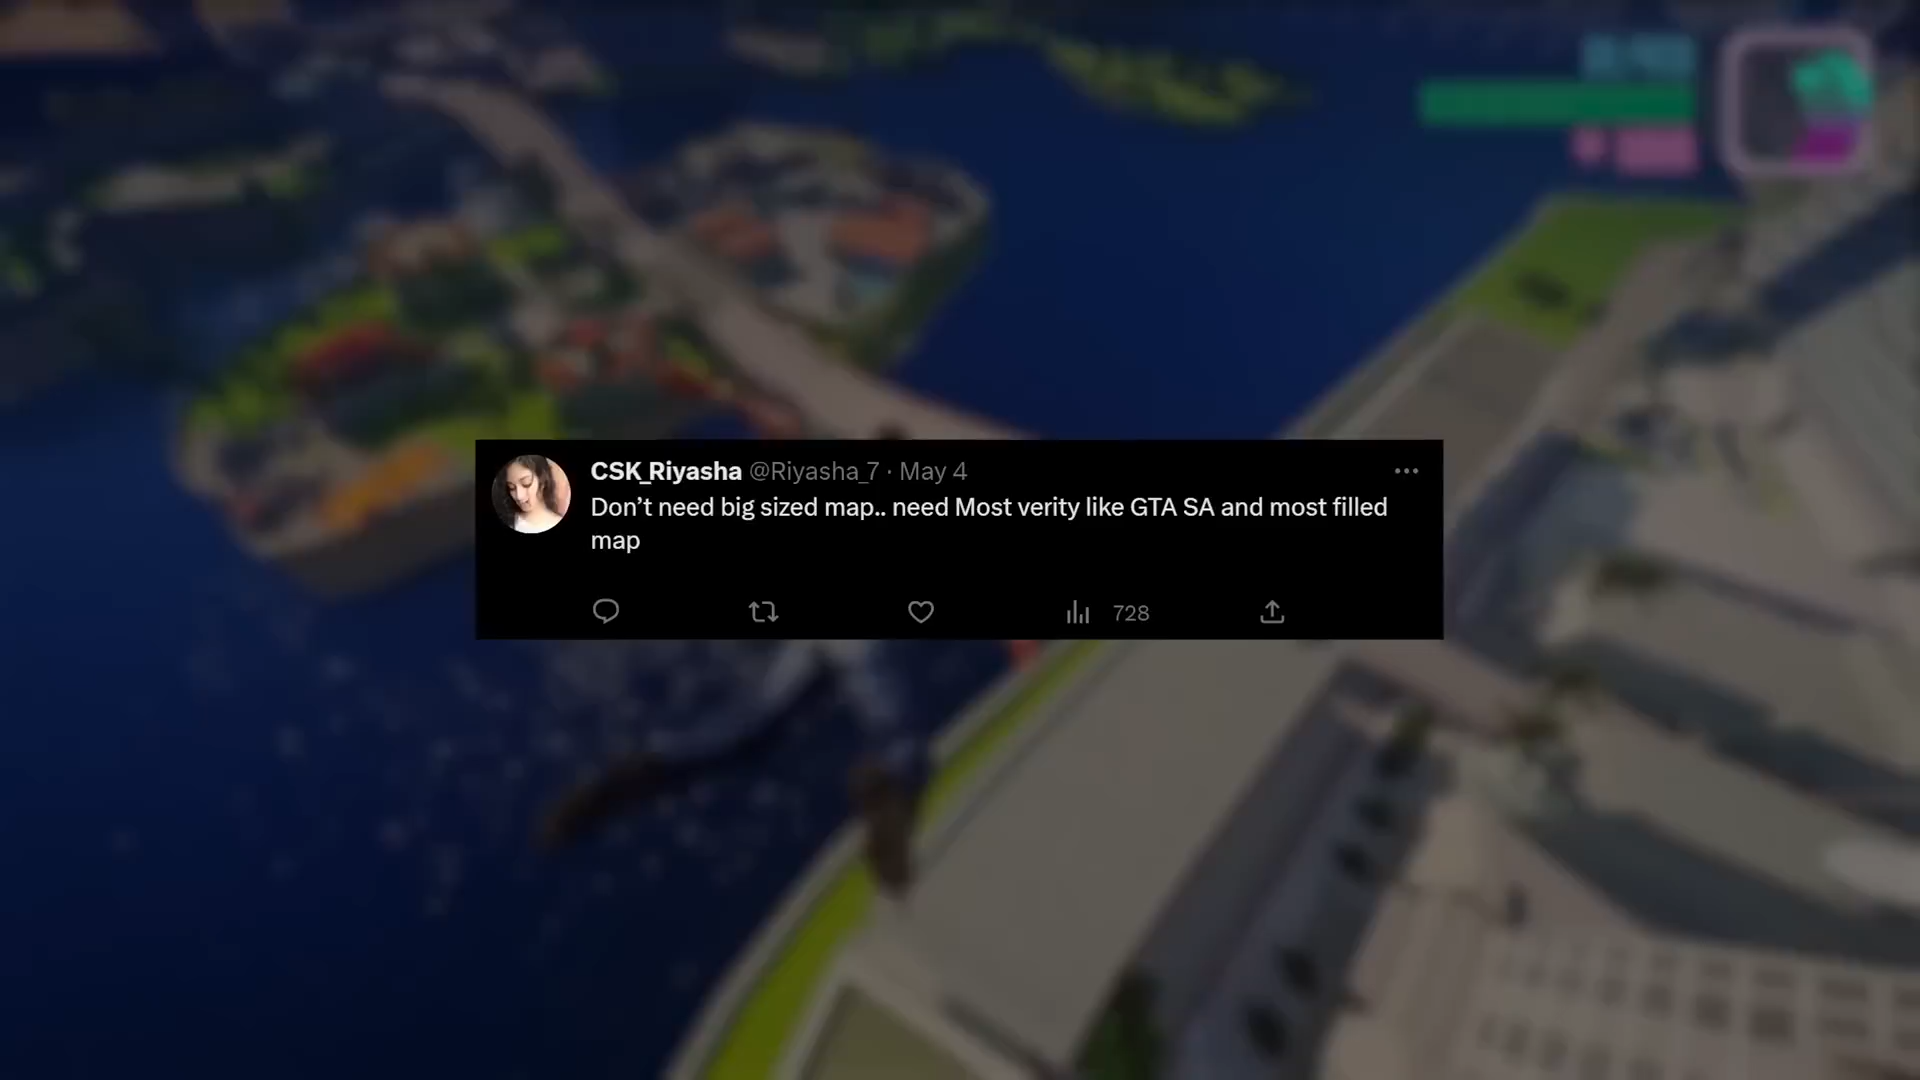 CSK_Riyasha @Riyasha_7 · May 4
Don’t need big sized map.. need Most verity like GTA SA and most filled
map
728